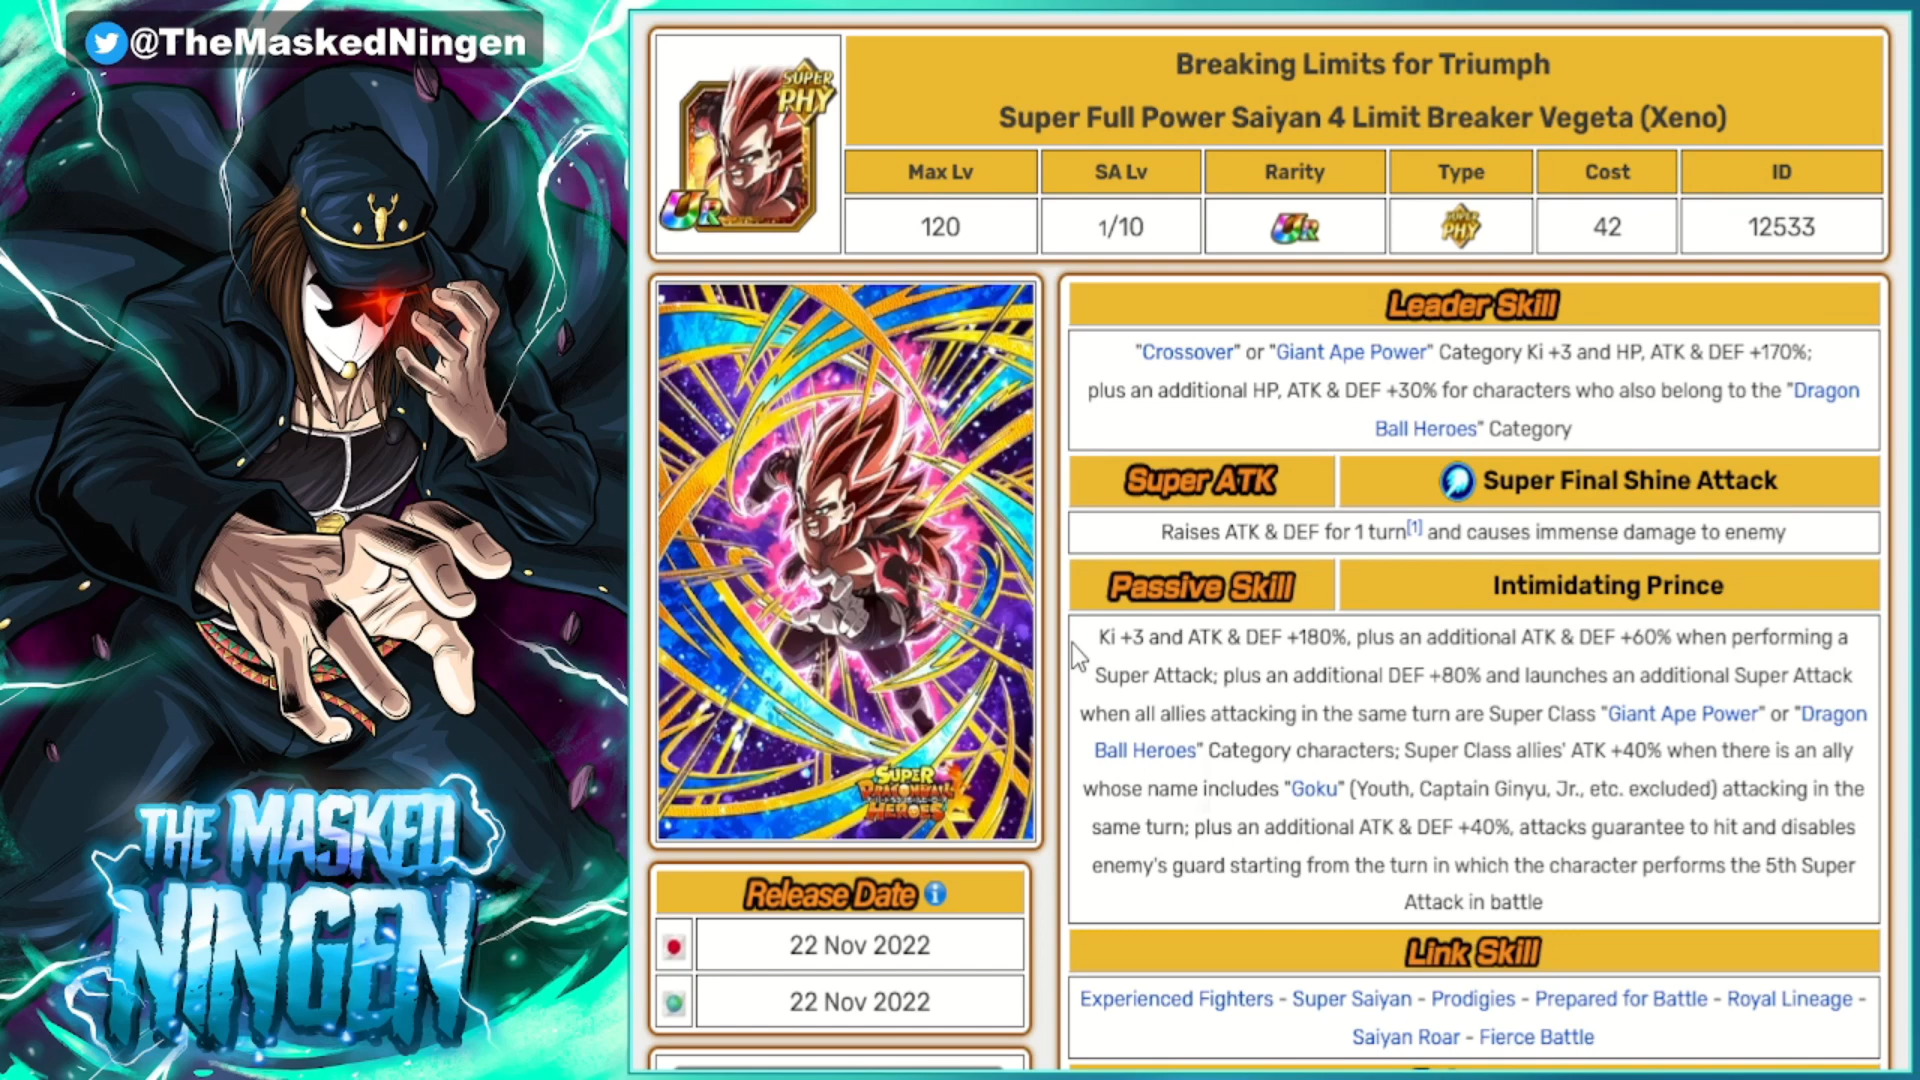 @TheMaskedNingen
THE MASKED
NINGEN
SUPER
PHY
UR
Breaking Limits for Triumph
Super Full Power Saiyan 4 Limit Breaker Vegeta (Xeno)
Max Lv
SA Lv
Rarity
Type
Cost
ID
120
1/10
UR
SUPER
PHY
42
12533
SUPER
DRAGONBALL
HEROES
Release Date
22 Nov 2022
22 Nov 2022
Leader Skill
"Crossover" or "Giant Ape Power" Category Ki +3 and HP, ATK & DEF +170%;
plus an additional HP, ATK & DEF +30% for characters who also belong to the "Dragon
Ball Heroes" Category
Super ATK
Super Final Shine Attack
Raises ATK & DEF for 1 turn[1] and causes immense damage to enemy
Passive Skill
Intimidating Prince
Ki +3 and ATK & DEF +180%, plus an additional ATK & DEF +60% when performing a
Super Attack; plus an additional DEF +80% and launches an additional Super Attack
when all allies attacking in the same turn are Super Class "Giant Ape Power" or "Dragon
Ball Heroes" Category characters; Super Class allies' ATK +40% when there is an ally
whose name includes "Goku" (Youth, Captain Ginyu, Jr., etc. excluded) attacking in the
same turn; plus an additional ATK & DEF +40%, attacks guarantee to hit and disables
enemy's guard starting from the turn in which the character performs the 5th Super
Attack in battle
Link Skill
Experienced Fighters - Super Saiyan - Prodigies - Prepared for Battle - Royal Lineage -
Saiyan Roar - Fierce Battle